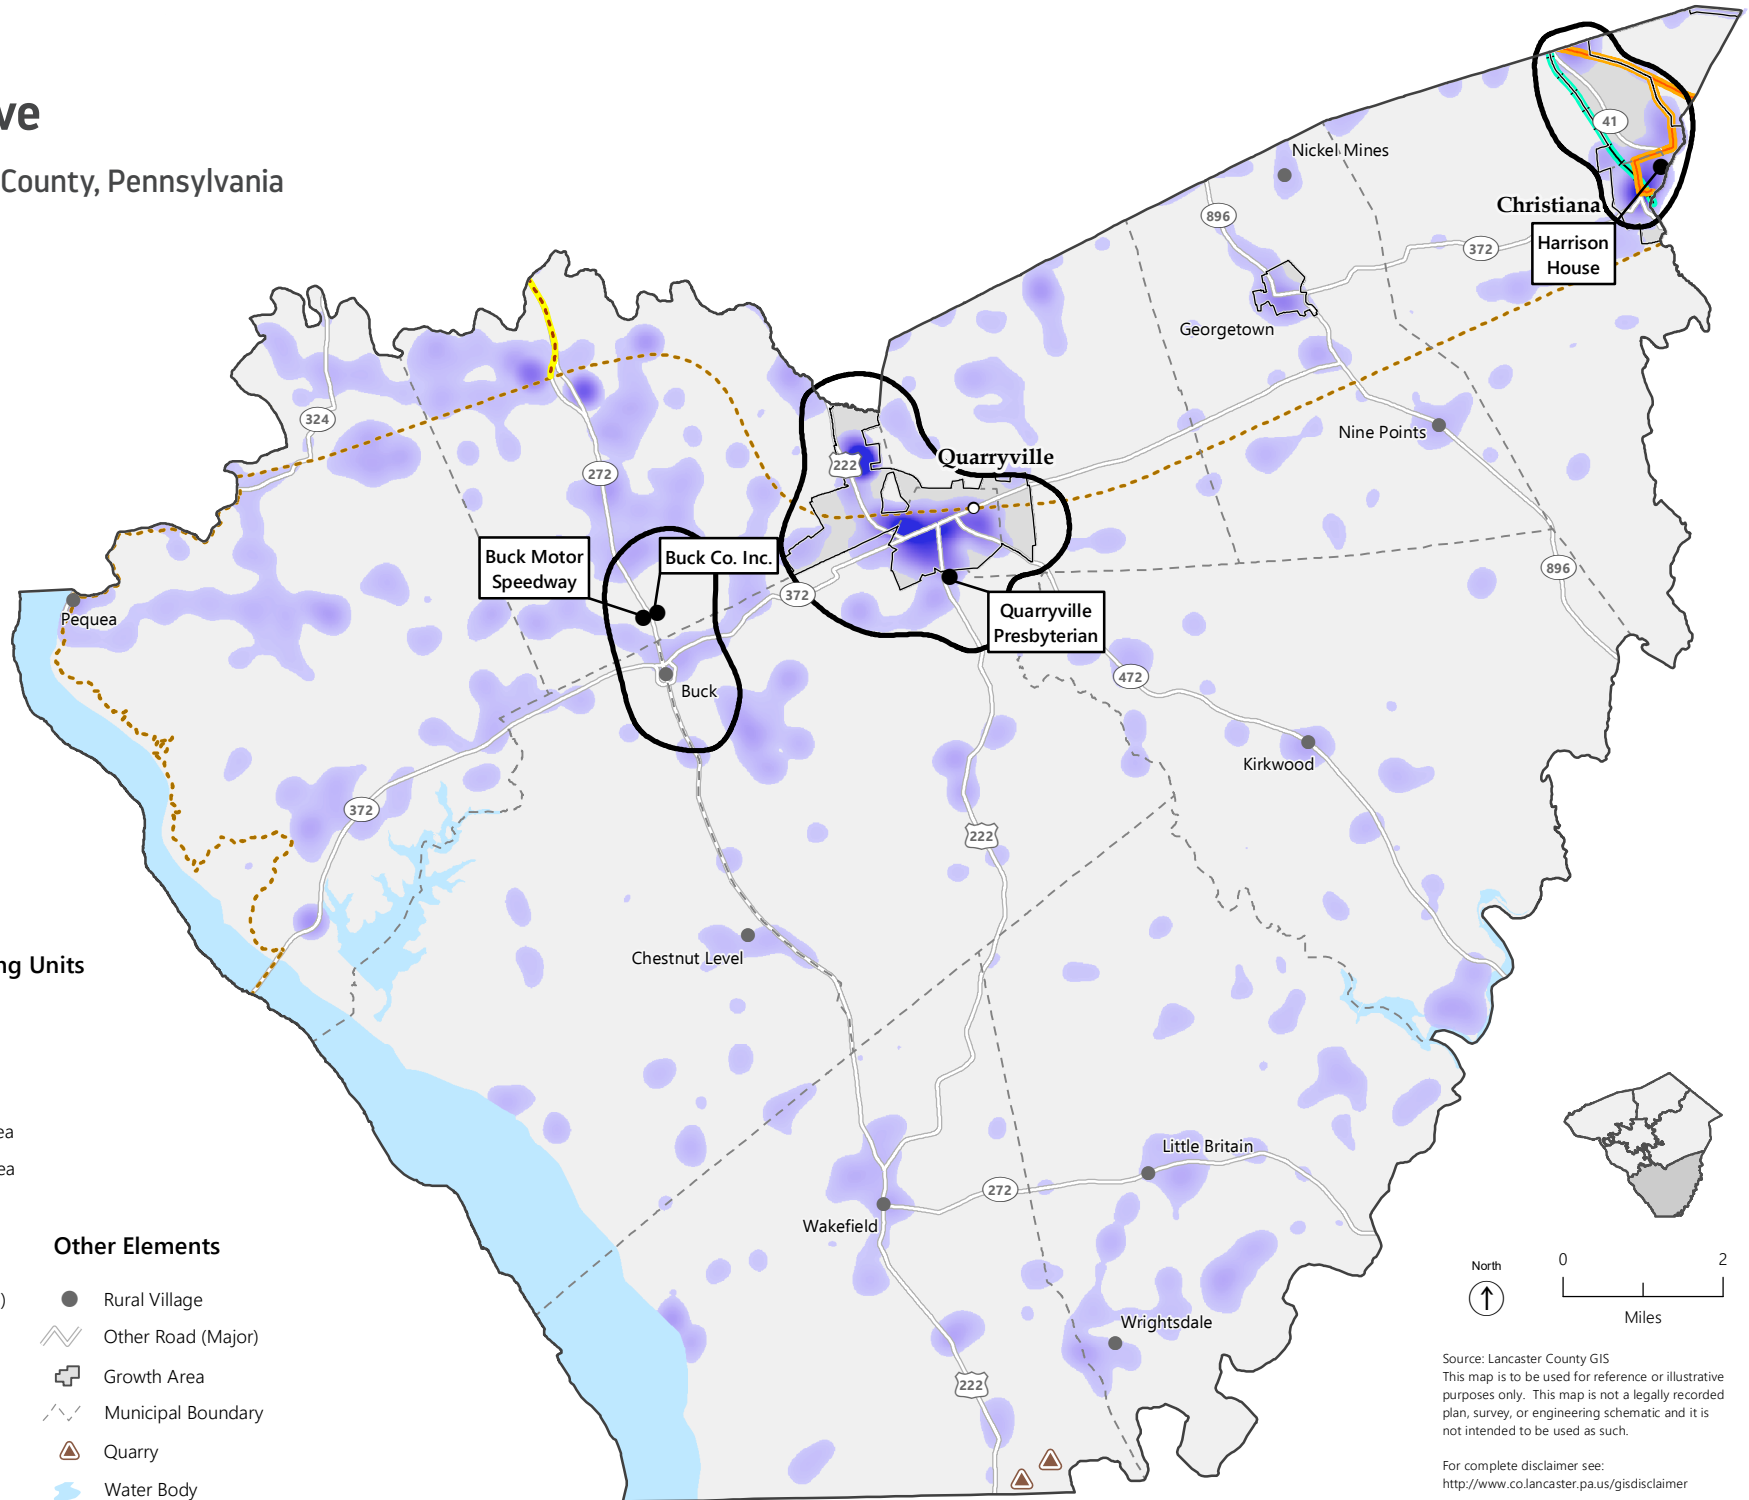 ve
County, Pennsylvania
41
Nickel Mines
Christiana
896
372
Harrison
House
Georgetown
324
272
222
Quarryville
Nine Points
Buck Motor
Speedway
Buck Co. Inc.
372
896
Pequea
Quarryville
Presbyterian
472
Buck
Kirkwood
372
222
Chestnut Level
ng Units
ea
ea
Little Britain
272
Wakefield
Other Elements
)
Rural Village
Other Road (Major)
Growth Area
Municipal Boundary
Quarry
Water Body
Wrightsdale
222
North
0
2
Miles
Source: Lancaster County GIS
This map is to be used for reference or illustrative
purposes only. This map is not a legally recorded
plan, survey, or engineering schematic and it is
not intended to be used as such.
For complete disclaimer see:
http://www.co.lancaster.pa.us/gisdisclaimer